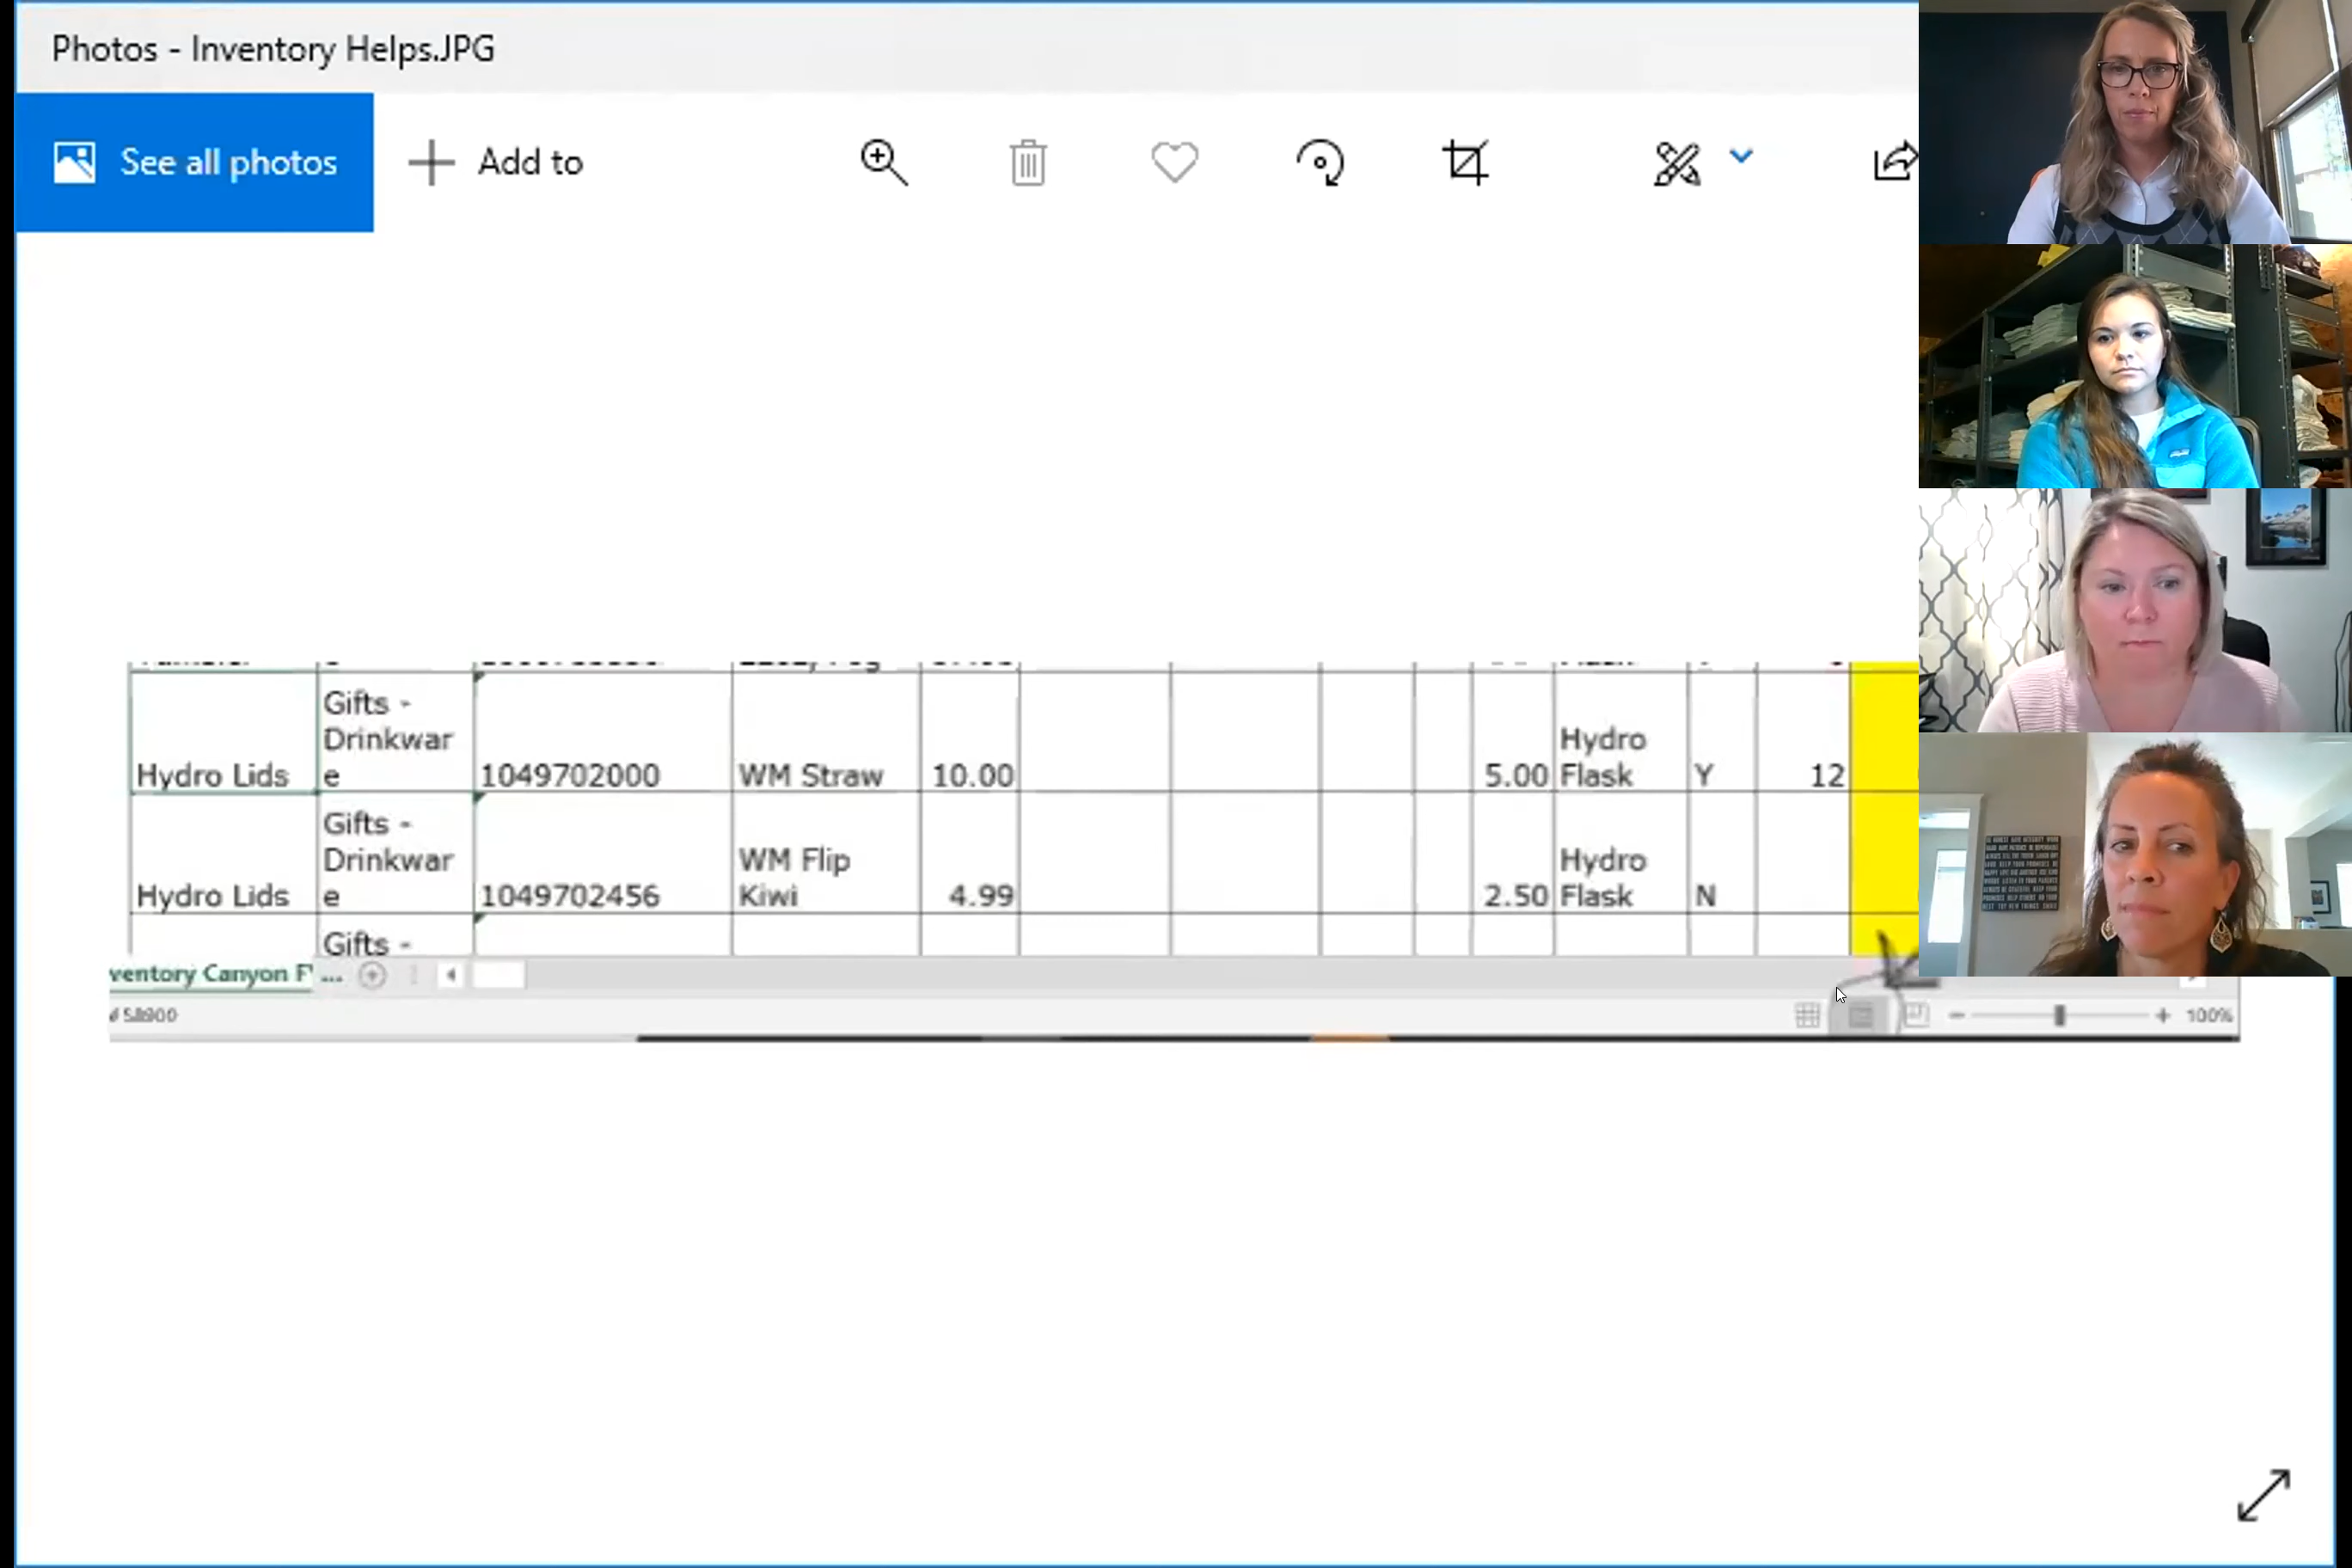 Photos - Inventory Helps.JPG
See all photos
Add to
Gifts -
Drinkwar
e
Hydro Lids
1049702000
WM Straw
10.00
5.00
Hydro
Flask
Y
12
Gifts -
Drinkwar
e
Hydro Lids
1049702456
WM Flip
Kiwi
4.99
2.50
Hydro
Flask
N
Gifts -
ventory Canyon F
...
100%